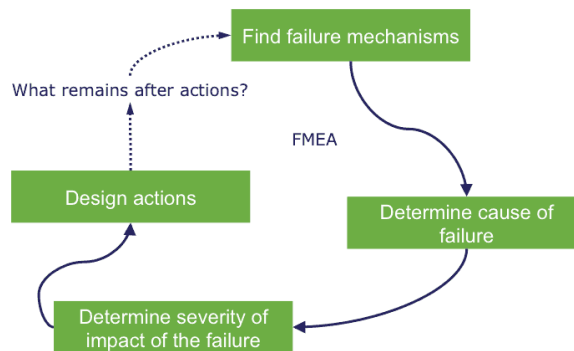 Find failure mechanisms
What remains after actions?
FMEA
Design actions
Determine cause of
failure
Determine severity of
impact of the failure